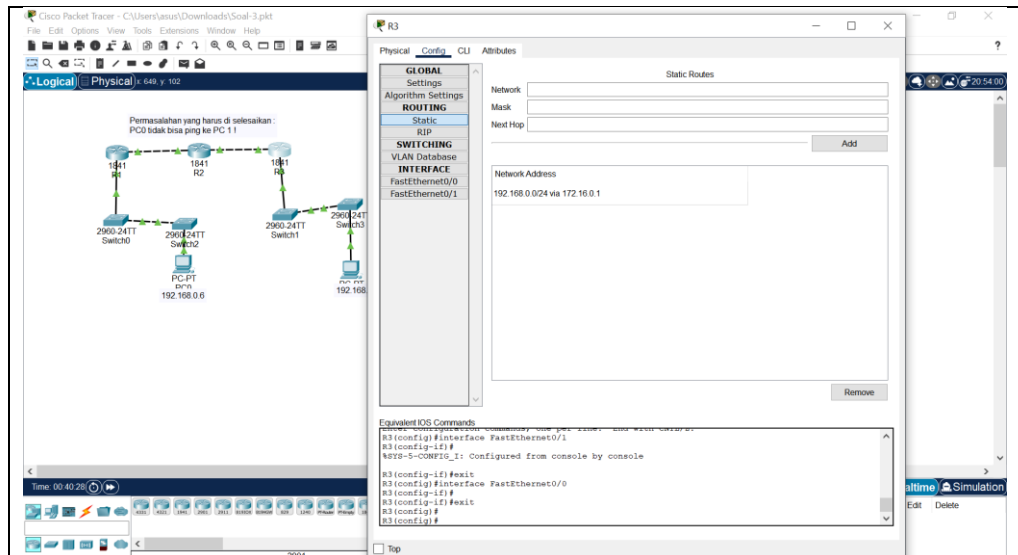 Cisco Packet Tracer - C:\Users\asus\Downloads\Soal-3.pkt
File Edit Options View Tools Extensions Window Help
Logical Physical x: 649, y: 102
20:54:00
Permasalahan yang harus di selesaikan :
PC0 tidak bisa ping ke PC 1 !
1841
R1
1841
R2
1841
R3
2960-24TT
Switch0
2960-24TT
Switch2
2960-24TT
Switch1
2960-24TT
Switch3
PC-PT
PC0
192.168.0.6
PC-PT
192.168
R3
Physical Config CLI Attributes
GLOBAL
Settings
Algorithm Settings
ROUTING
Static
RIP
SWITCHING
VLAN Database
INTERFACE
FastEthernet0/0
FastEthernet0/1
Static Routes
Network
Mask
Next Hop
Add
Network Address
192.168.0.0/24 via 172.16.0.1
Remove
Equivalent IOS Commands
R3(config)#interface FastEthernet0/1
R3(config-if)#
%SYS-5-CONFIG_I: Configured from console by console
R3(config-if)#exit
R3(config)#interface FastEthernet0/0
R3(config-if)#
R3(config-if)#exit
R3(config)#
R3(config)#
Top
Time: 00:40:28
Realtime Simulation
Edit Delete